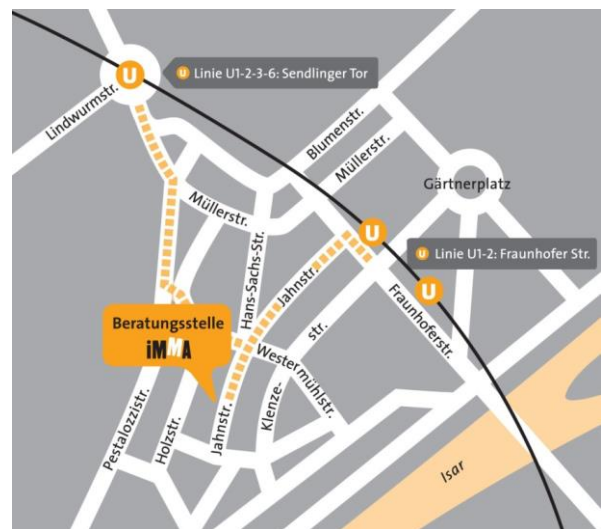 U
Linie U1-2-3-6: Sendlinger Tor
Lindwurmstr.
Blumenstr.
Müllerstr.
Gärtnerplatz
Müllerstr.
Hans-Sachs-Str.
U
Linie U1-2: Fraunhofer Str.
Jahnstr.
U
Fraunhoferstr.
Beratungsstelle
iMMA
Klenze-
str.
Westermühlstr.
Pestalozzistr.
Holzstr.
Jahnstr.
Isar